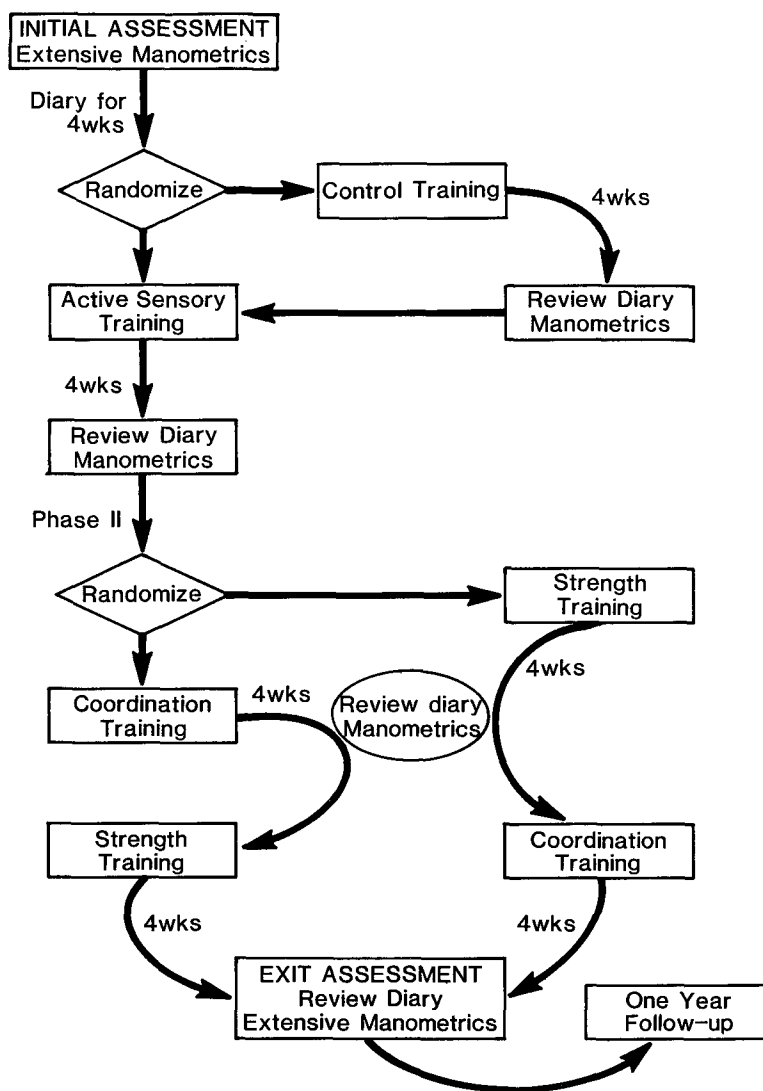 INITIAL ASSESSMENT
Extensive Manometrics
Diary for
4wks
Randomize
Control Training
4wks
Active Sensory
Training
Review Diary
Manometrics
4wks
Review Diary
Manometrics
Phase II
Randomize
Strength
Training
Coordination
Training
4wks
Review diary
Manometrics
4wks
Strength
Training
Coordination
Training
4wks
4wks
EXIT ASSESSMENT
Review Diary
Extensive Manometrics
One Year
Follow-up